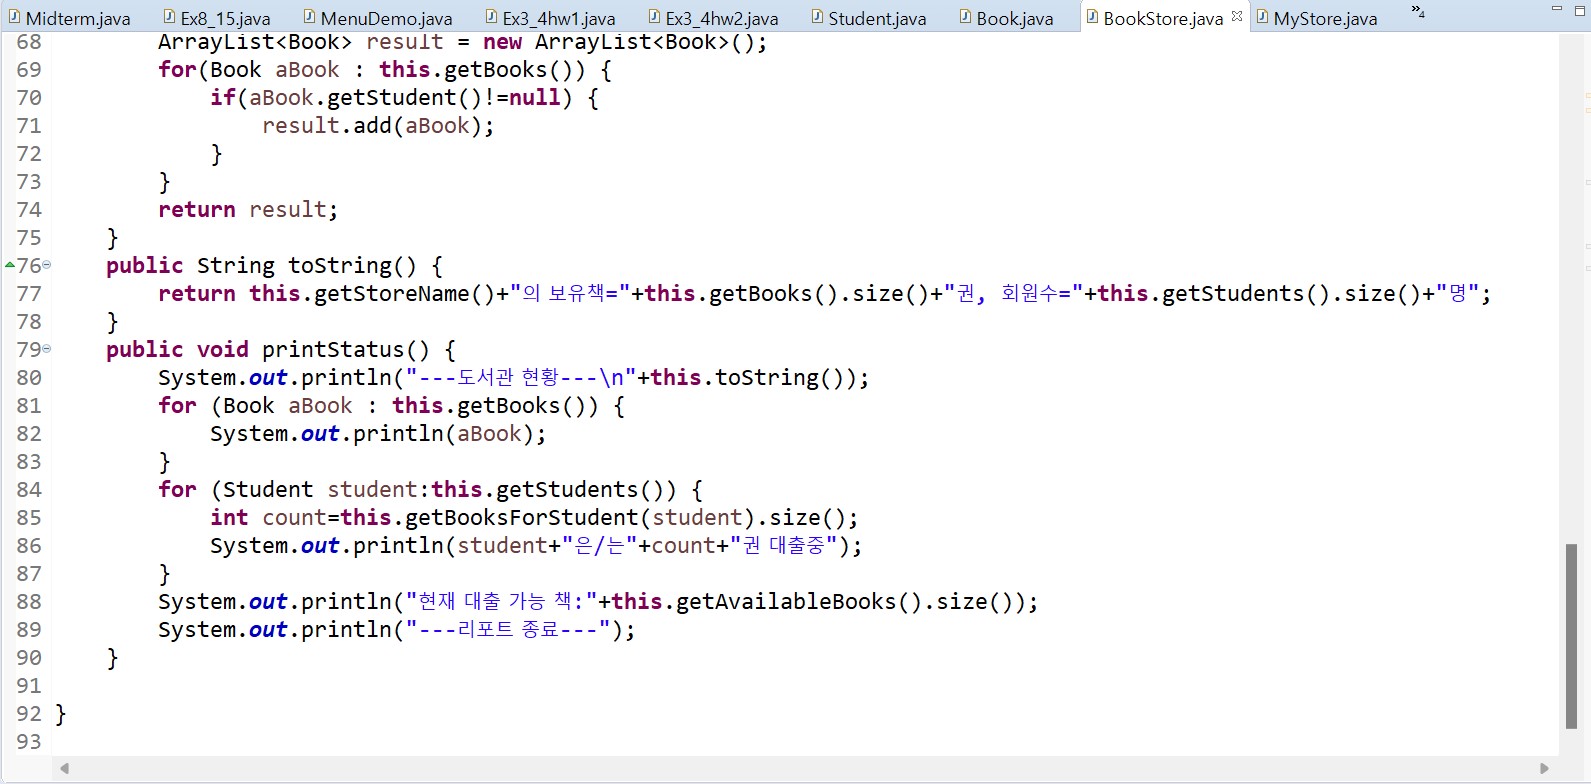 Midterm.java Ex8_15.java MenuDemo.java Ex3_4hw1.java Ex3_4hw2.java Student.java Book.java BookStore.java MyStore.java »4
68 ArrayList<Book> result = new ArrayList<Book>();
69 for(Book aBook : this.getBooks()) {
70 if(aBook.getStudent()!=null) {
71 result.add(aBook);
72 }
73 }
74 return result;
75 }
76 public String toString() {
77 return this.getStoreName()+"의 보유책="+this.getBooks().size()+"권, 회원수="+this.getStudents().size()+"명";
78 }
79 public void printStatus() {
80 System.out.println("---도서관 현황---\n"+this.toString());
81 for (Book aBook : this.getBooks()) {
82 System.out.println(aBook);
83 }
84 for (Student student:this.getStudents()) {
85 int count=this.getBooksForStudent(student).size();
86 System.out.println(student+"은/는"+count+"권 대출중");
87 }
88 System.out.println("현재 대출 가능 책:"+this.getAvailableBooks().size());
89 System.out.println("---리포트 종료---");
90 }
91
92 }
93